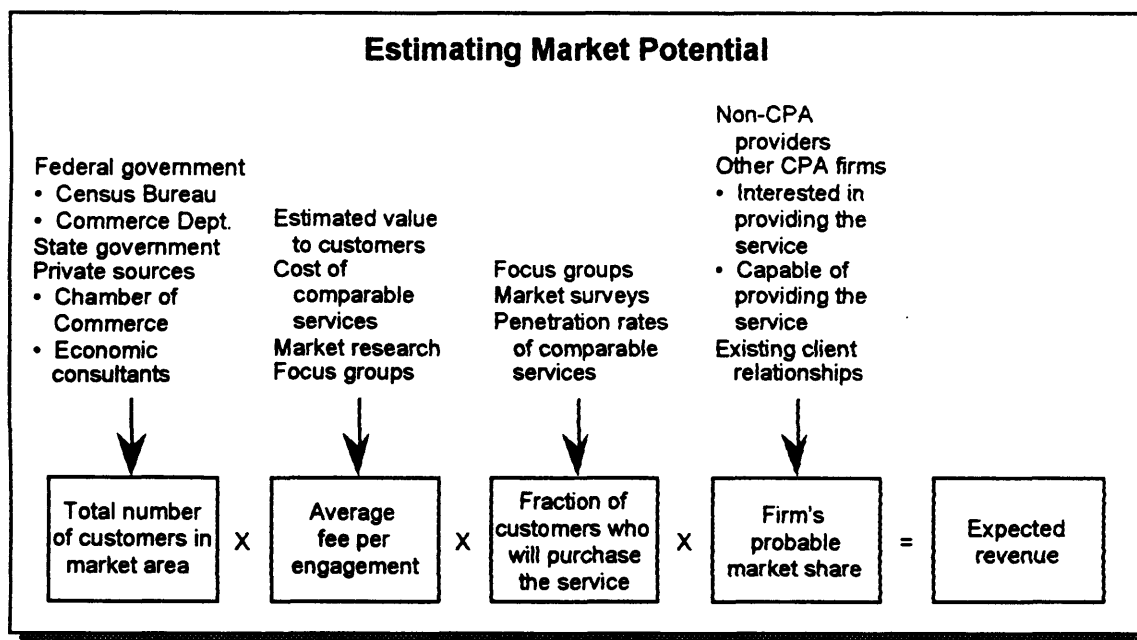 Estimating Market Potential
Federal government
• Census Bureau
• Commerce Dept.
State government
Private sources
• Chamber of
Commerce
• Economic
consultants
Estimated value
to customers
Cost of
comparable
services
Market research
Focus groups
Focus groups
Market surveys
Penetration rates
of comparable
services
Non-CPA
providers
Other CPA firms
• Interested in
providing the
service
• Capable of
providing the
service
Existing client
relationships
Total number
of customers in
market area
X
Average
fee per
engagement
X
Fraction of
customers who
will purchase
the service
X
Firm's
probable
market share
=
Expected
revenue